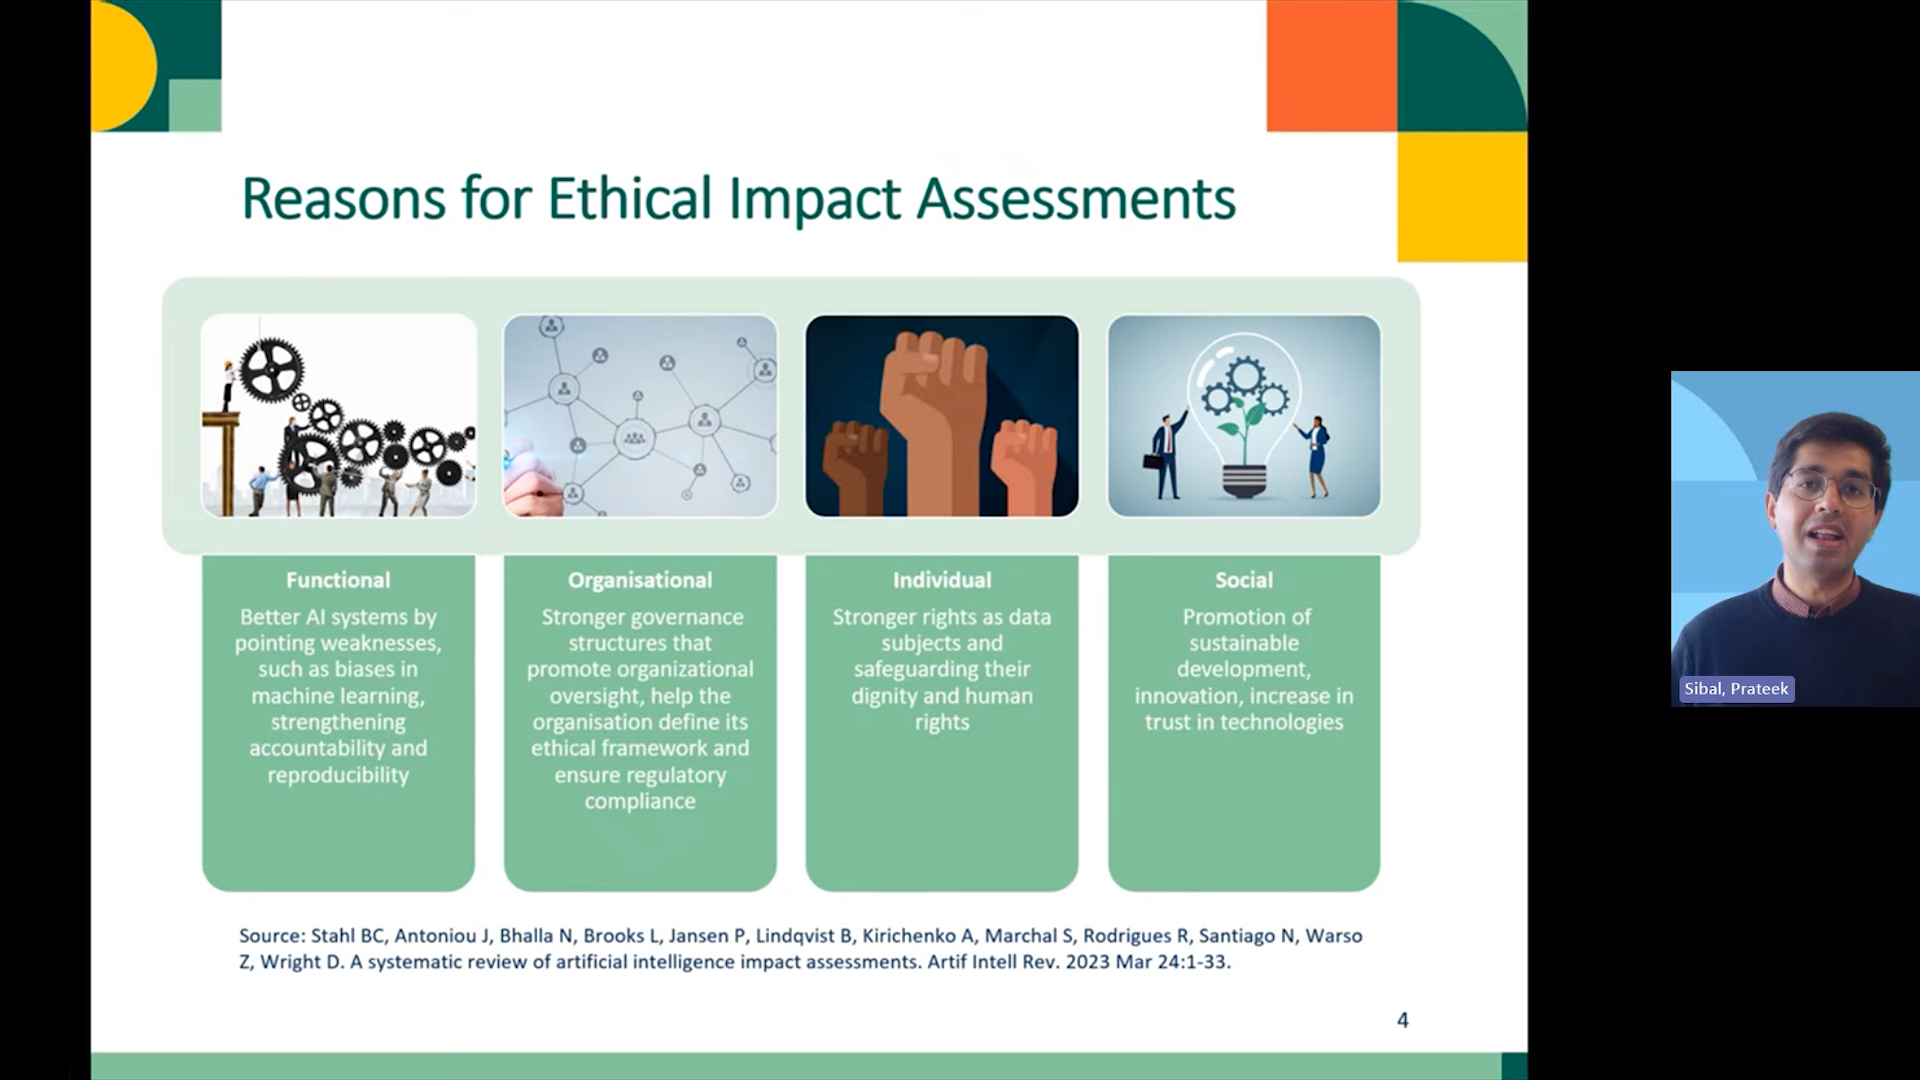 Reasons for Ethical Impact Assessments
Functional
Better AI systems by
pointing weaknesses,
such as biases in
machine learning,
strengthening
accountability and
reproducibility
Organisational
Stronger governance
structures that
promote organizational
oversight, help the
organisation define its
ethical framework and
ensure regulatory
compliance
Individual
Stronger rights as data
subjects and
safeguarding their
dignity and human
rights
Social
Promotion of
sustainable
development,
innovation, increase in
trust in technologies
Source: Stahl BC, Antoniou J, Bhalla N, Brooks L, Jansen P, Lindqvist B, Kirichenko A, Marchal S, Rodrigues R, Santiago N, Warso
Z, Wright D. A systematic review of artificial intelligence impact assessments. Artif Intell Rev. 2023 Mar 24:1-33.
4
Sibal, Prateek